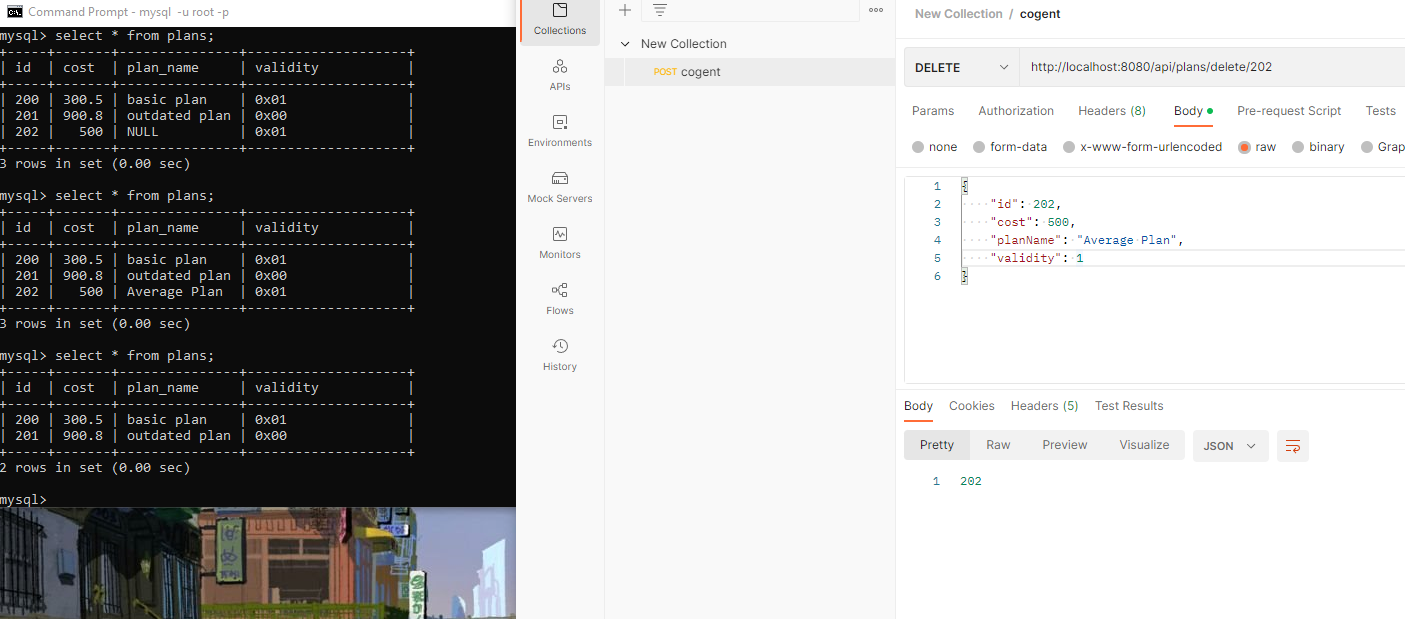 Command Prompt - mysql -u root -p
mysql> select * from plans;
+-----+-------+---------------+--------------------+
| id | cost | plan_name | validity |
+-----+-------+---------------+--------------------+
| 200 | 300.5 | basic plan | 0x01 |
| 201 | 900.8 | outdated plan | 0x00 |
| 202 | 500 | NULL | 0x01 |
+-----+-------+---------------+--------------------+
3 rows in set (0.00 sec)
mysql> select * from plans;
+-----+-------+---------------+--------------------+
| id | cost | plan_name | validity |
+-----+-------+---------------+--------------------+
| 200 | 300.5 | basic plan | 0x01 |
| 201 | 900.8 | outdated plan | 0x00 |
| 202 | 500 | Average Plan | 0x01 |
+-----+-------+---------------+--------------------+
3 rows in set (0.00 sec)
mysql> select * from plans;
+-----+-------+---------------+--------------------+
| id | cost | plan_name | validity |
+-----+-------+---------------+--------------------+
| 200 | 300.5 | basic plan | 0x01 |
| 201 | 900.8 | outdated plan | 0x00 |
+-----+-------+---------------+--------------------+
2 rows in set (0.00 sec)
mysql>
Collections
APIs
Environments
Mock Servers
Monitors
Flows
History
New Collection
POST cogent
New Collection / cogent
DELETE http://localhost:8080/api/plans/delete/202
Params Authorization Headers (8) Body Pre-request Script Tests
none form-data x-www-form-urlencoded raw binary Grap
1 {
2 "id": 202,
3 "cost": 500,
4 "planName": "Average Plan",
5 "validity": 1
6 }
Body Cookies Headers (5) Test Results
Pretty Raw Preview Visualize JSON
1 202